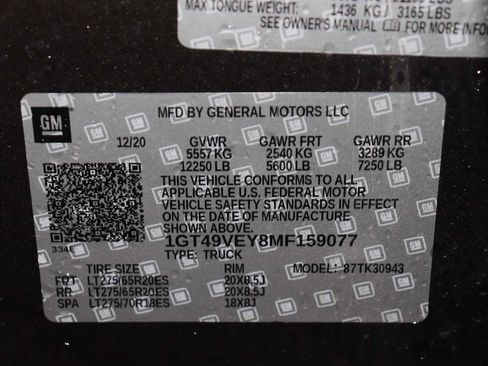 MAX TONGUE WEIGHT: 1436 KG / 3165 LBS
SEE OWNER'S MANUAL FOR MORE INFO
GM
MFD BY GENERAL MOTORS LLC
12/20 GVWR GAWR FRT GAWR RR
5557 KG 2540 KG 3289 KG
12250 LB 5600 LB 7250 LB
THIS VEHICLE CONFORMS TO ALL
APPLICABLE U.S. FEDERAL MOTOR
VEHICLE SAFETY STANDARDS IN EFFECT
ON THE DATE OF MANUFACTURE
SHOWN ABOVE.
1GT49VEY8MF159077
TYPE: TRUCK MODEL: 87TK30943
TIRE SIZE RIM
FRT LT275/65R20ES 20X8.5J
RR LT275/65R20ES 20X8.5J
SPA LT275/70R18ES 18X8J